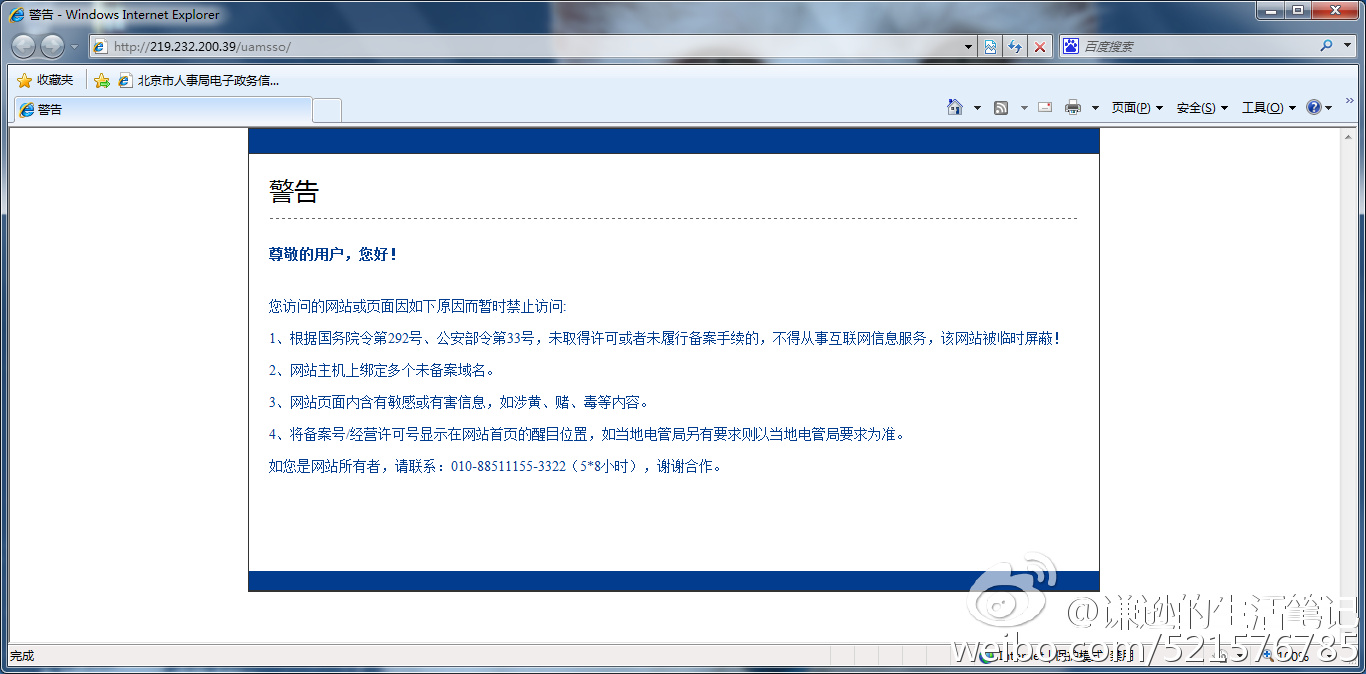 警告 - Windows Internet Explorer
http://219.232.200.39/uamsso/
百度搜索
收藏夹
北京市人事局电子政务信...
警告
页面(P)
安全(S)
工具(O)
警告
尊敬的用户，您好！
您访问的网站或页面因如下原因而暂时禁止访问:
1、根据国务院令第292号、公安部令第33号，未取得许可或者未履行备案手续的，不得从事互联网信息服务，该网站被临时屏蔽！
2、网站主机上绑定多个未备案域名。
3、网站页面内含有敏感或有害信息，如涉黄、赌、毒等内容。
4、将备案号/经营许可号显示在网站首页的醒目位置，如当地电管局另有要求则以当地电管局要求为准。
如您是网站所有者，请联系：010-88511155-3322（5*8小时），谢谢合作。
@谦逊的生活笔记
weibo.com/521576785
完成
100%